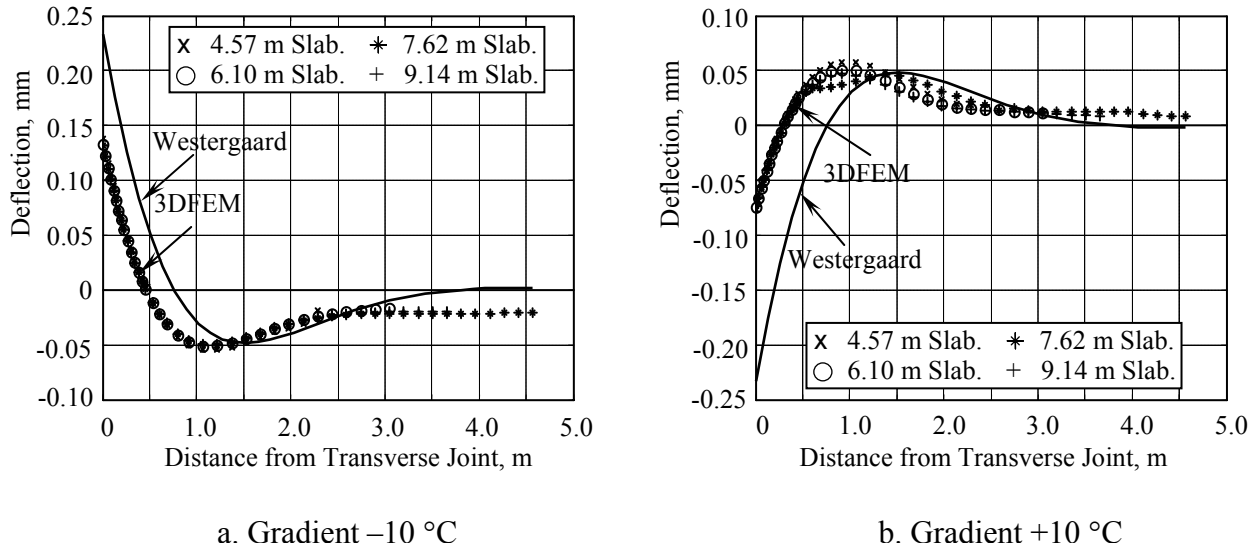 0.25
0.20
0.15
0.10
0.05
0
-0.05
-0.10
Deflection, mm
x 4.57 m Slab. ✳ 7.62 m Slab.
○ 6.10 m Slab. + 9.14 m Slab.
Westergaard
3DFEM
0 1.0 2.0 3.0 4.0 5.0
Distance from Transverse Joint, m
a. Gradient –10 °C
0.10
0.05
0
-0.05
-0.10
-0.15
-0.20
-0.25
Deflection, mm
3DFEM
Westergaard
x 4.57 m Slab. ✳ 7.62 m Slab.
○ 6.10 m Slab. + 9.14 m Slab.
0 1.0 2.0 3.0 4.0 5.0
Distance from Transverse Joint, m
b. Gradient +10 °C